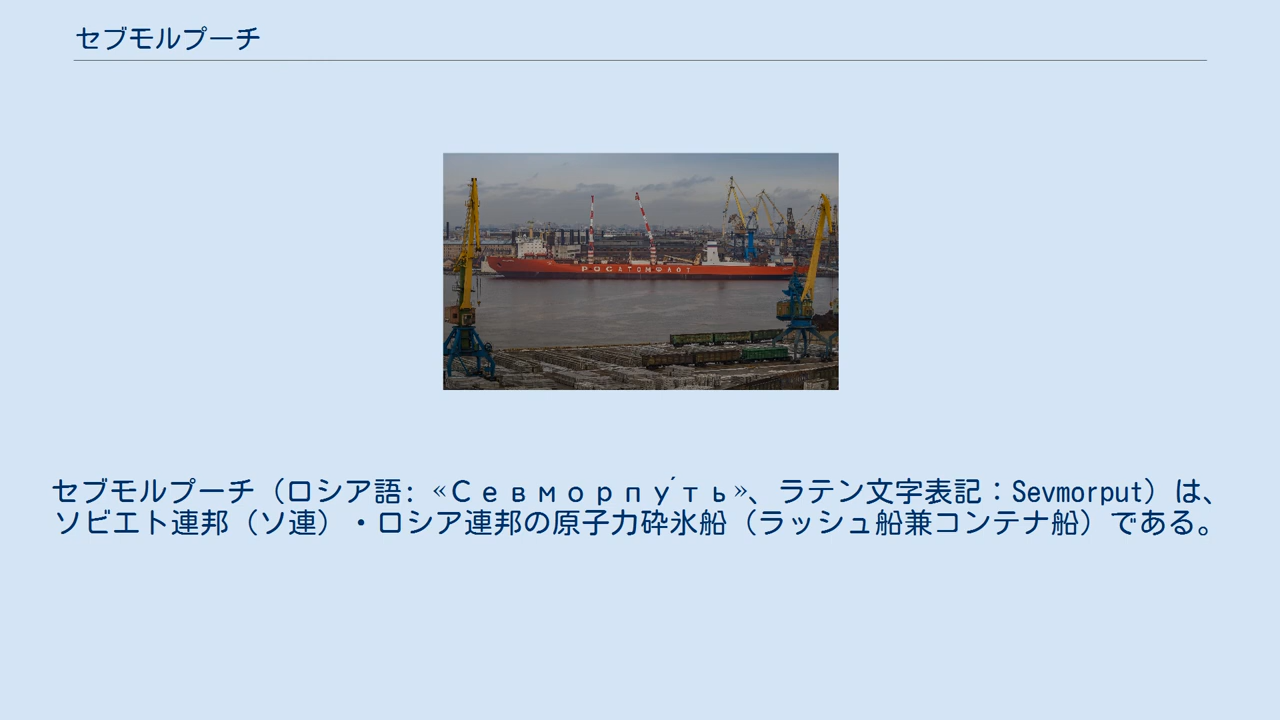 セブモルプーチ
РОСАТОМФЛОТ
セブモルプーチ（ロシア語: «Севморпу́ть»、ラテン文字表記：Sevmorput）は、
ソビエト連邦（ソ連）・ロシア連邦の原子力砕氷船（ラッシュ船兼コンテナ船）である。